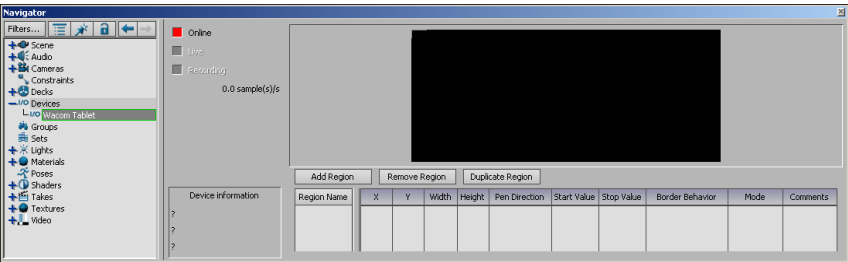 Navigator
Filters...
Scene
Audio
Cameras
Constraints
Decks
I/O Devices
I/O Wacom Tablet
Groups
Sets
Lights
Materials
Poses
Shaders
Takes
Textures
Video
Online
Live
Recording
0.0 sample(s)/s
Device information
?
?
?
Add Region Remove Region Duplicate Region
Region Name X Y Width Height Pen Direction Start Value Stop Value Border Behavior Mode Comments